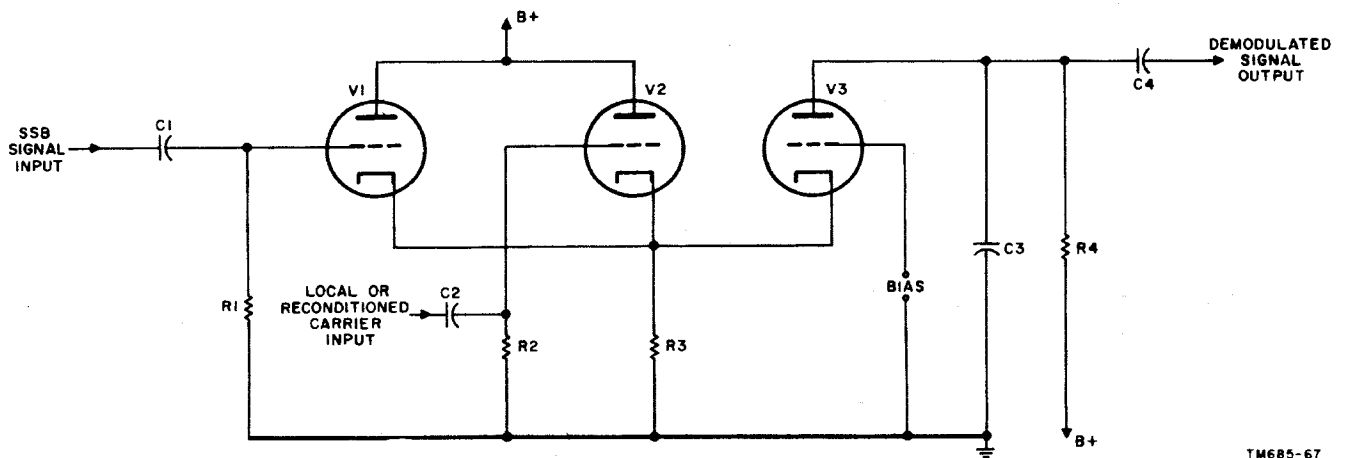 B+
DEMODULATED
SIGNAL
OUTPUT
V1
V2
V3
C4
C1
SSB
SIGNAL
INPUT
C3
R4
BIAS
LOCAL OR
RECONDITIONED
CARRIER
INPUT
C2
R1
R2
R3
B+
TM685-67